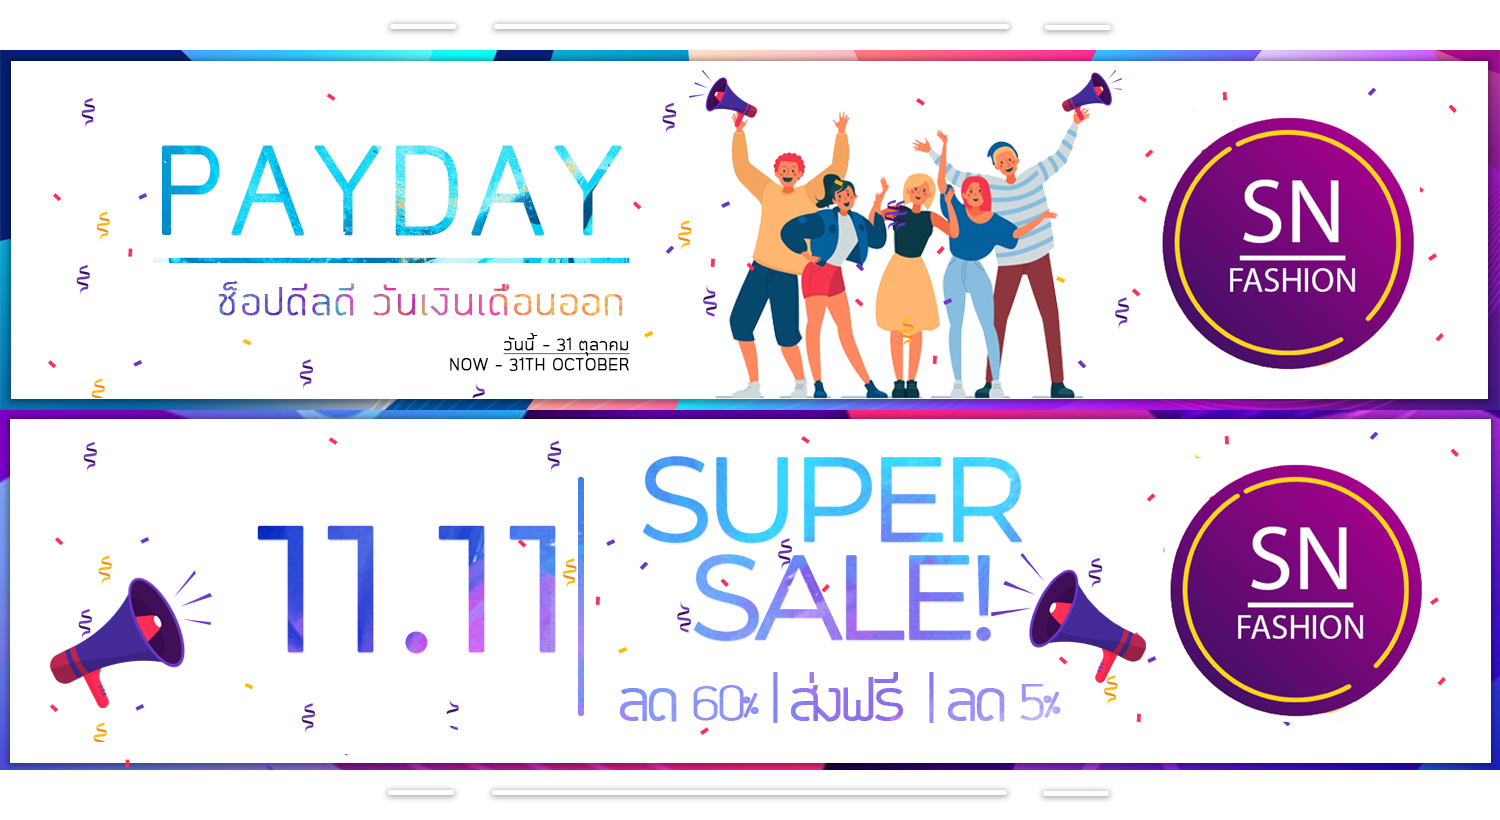 PAYDAY
ช็อปดีลดี วันเงินเดือนออก
วันนี้ - 31 ตุลาคม
NOW - 31TH OCTOBER
SN
FASHION
11.11
SUPER
SALE!
ลด 60% | ส่งฟรี | ลด 5%
SN
FASHION